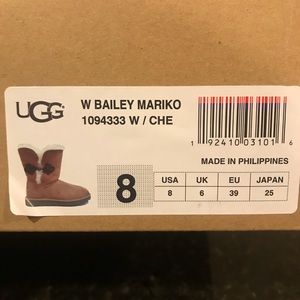 UGG
W BAILEY MARIKO
1094333 W / CHE
1 92410 03101 6
MADE IN PHILIPPINES
8
USA UK EU JAPAN
8 6 39 25